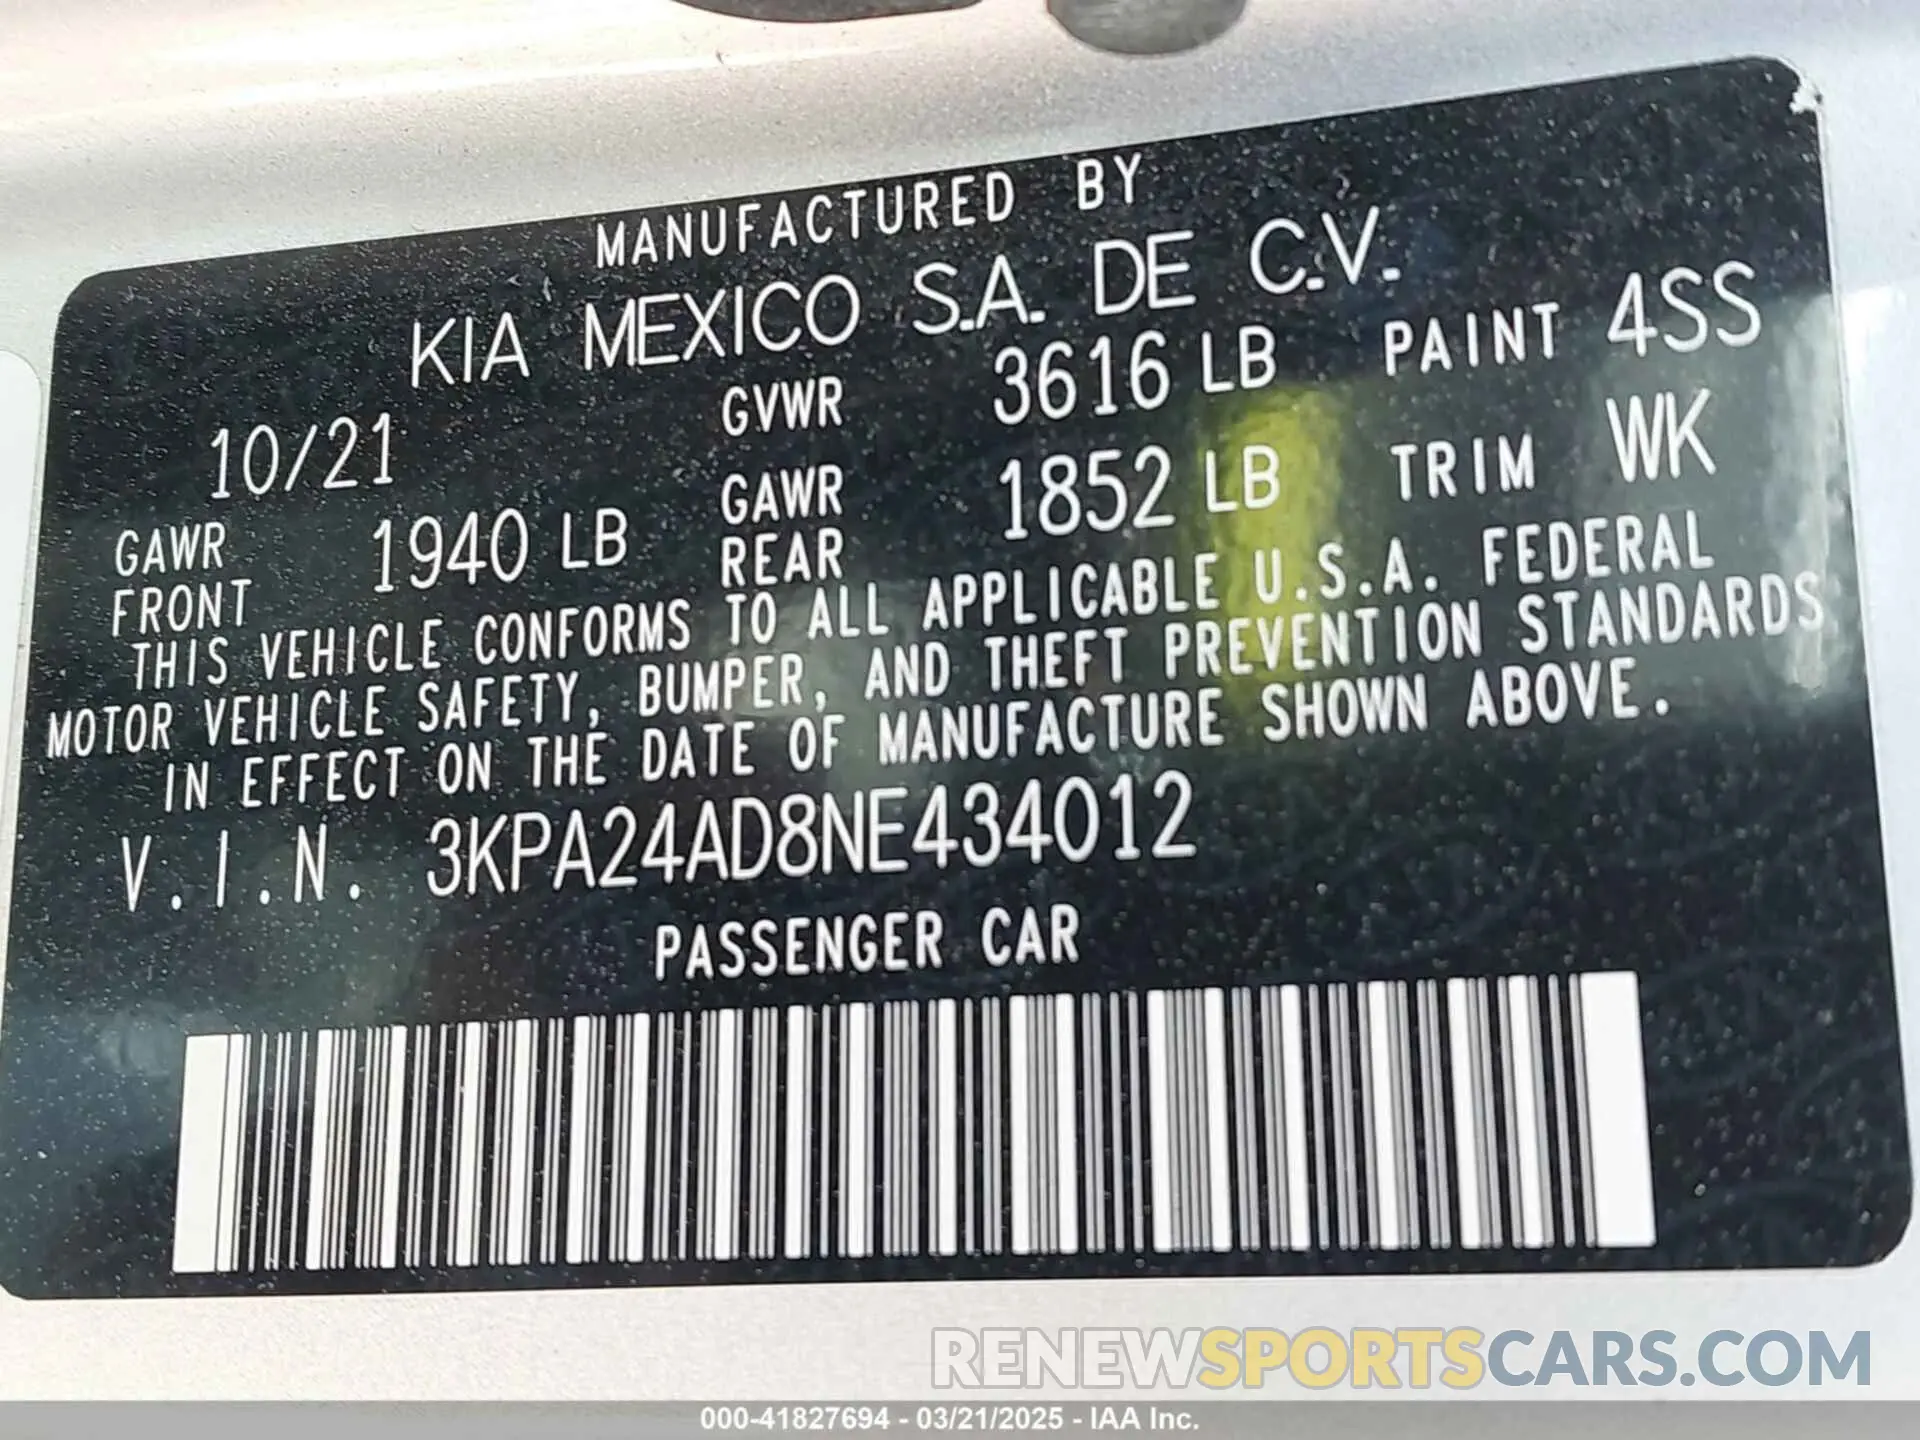 MANUFACTURED BY
KIA MEXICO S.A. DE C.V.
10/21 GVWR 3616 LB PAINT 4SS
GAWR FRONT 1940 LB GAWR REAR 1852 LB TRIM WK
THIS VEHICLE CONFORMS TO ALL APPLICABLE U.S.A. FEDERAL
MOTOR VEHICLE SAFETY, BUMPER, AND THEFT PREVENTION STANDARDS
IN EFFECT ON THE DATE OF MANUFACTURE SHOWN ABOVE.
V.I.N. 3KPA24AD8NE434012
PASSENGER CAR
RENEWSPORTSCARS.COM
000-41827694 - 03/21/2025 - IAA Inc.